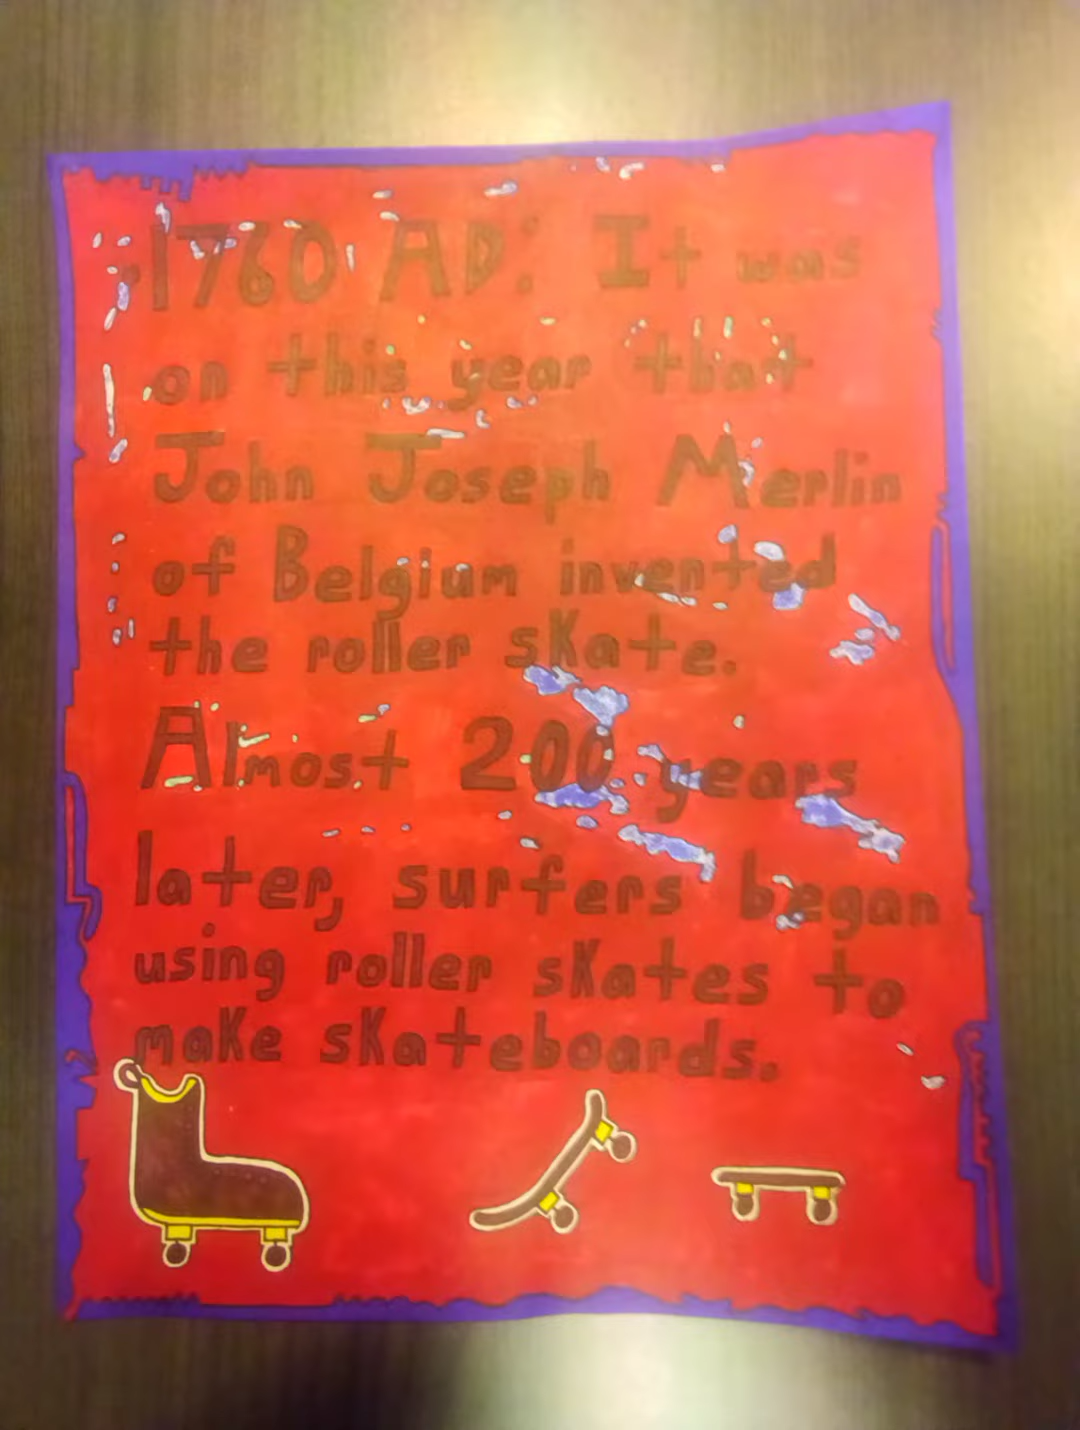 1760 AD: It was
on this year that
John Joseph Merlin
of Belgium invented
the roller skate.
Almost 200 years
later, surfers began
using roller skates to
make skateboards.